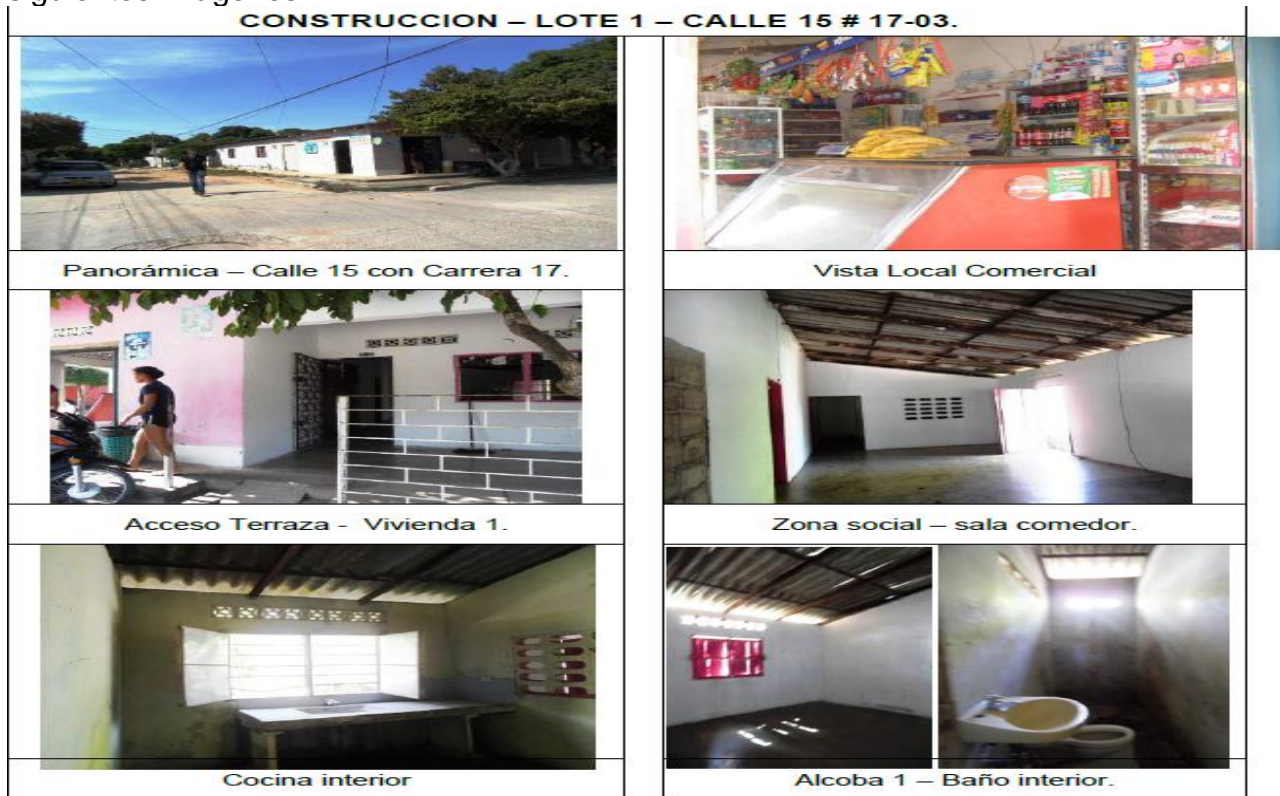 CONSTRUCCION – LOTE 1 – CALLE 15 # 17-03.
Panorámica – Calle 15 con Carrera 17.
Vista Local Comercial
Acceso Terraza - Vivienda 1.
Zona social – sala comedor.
Cocina interior
Alcoba 1 – Baño interior.